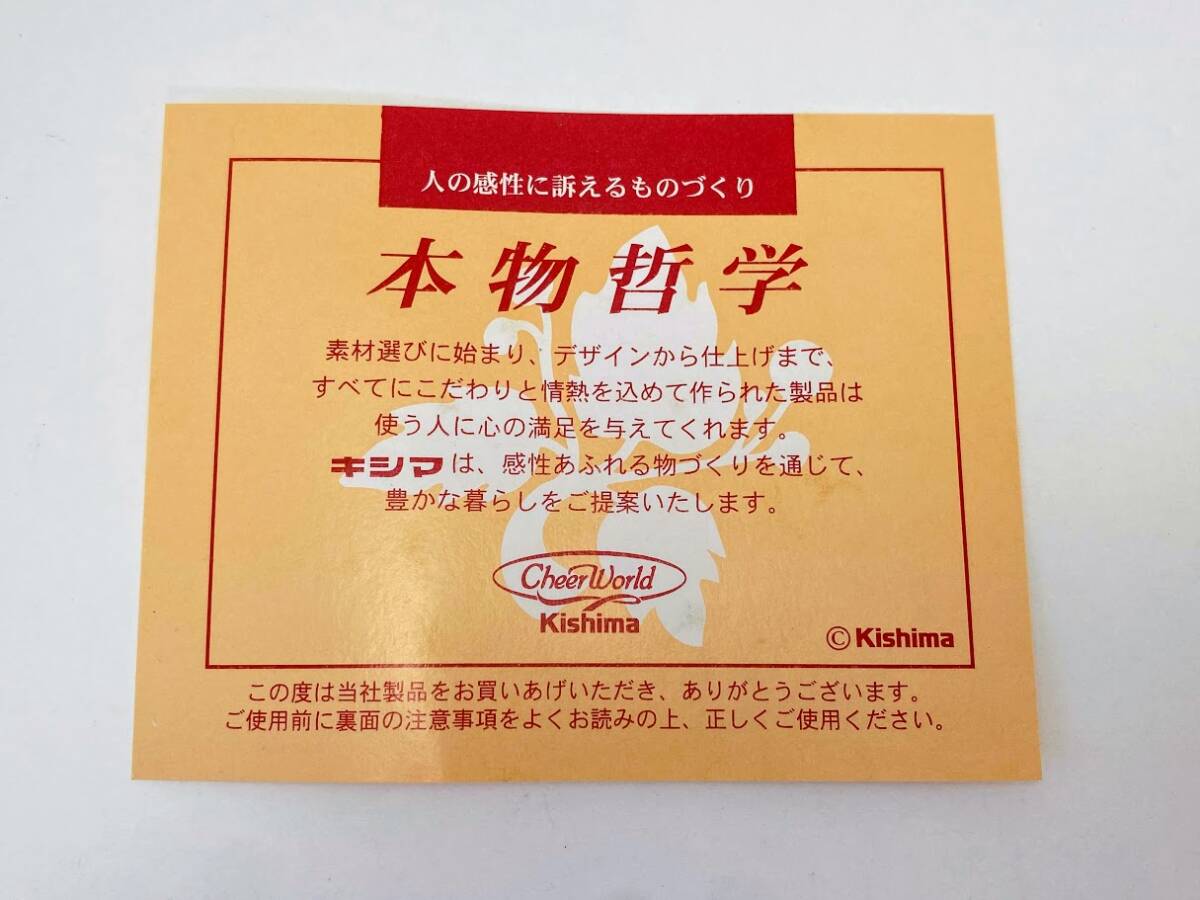 人の感性に訴えるものづくり
本物哲学
素材選びに始まり、デザインから仕上げまで、
すべてにこだわりと情熱を込めて作られた製品は
使う人に心の満足を与えてくれます。
キシマは、感性あふれる物づくりを通じて、
豊かな暮らしをご提案いたします。
CheerWorld
Kishima
© Kishima
この度は当社製品をお買いあげいただき、ありがとうございます。
ご使用前に裏面の注意事項をよくお読みの上、正しくご使用ください。